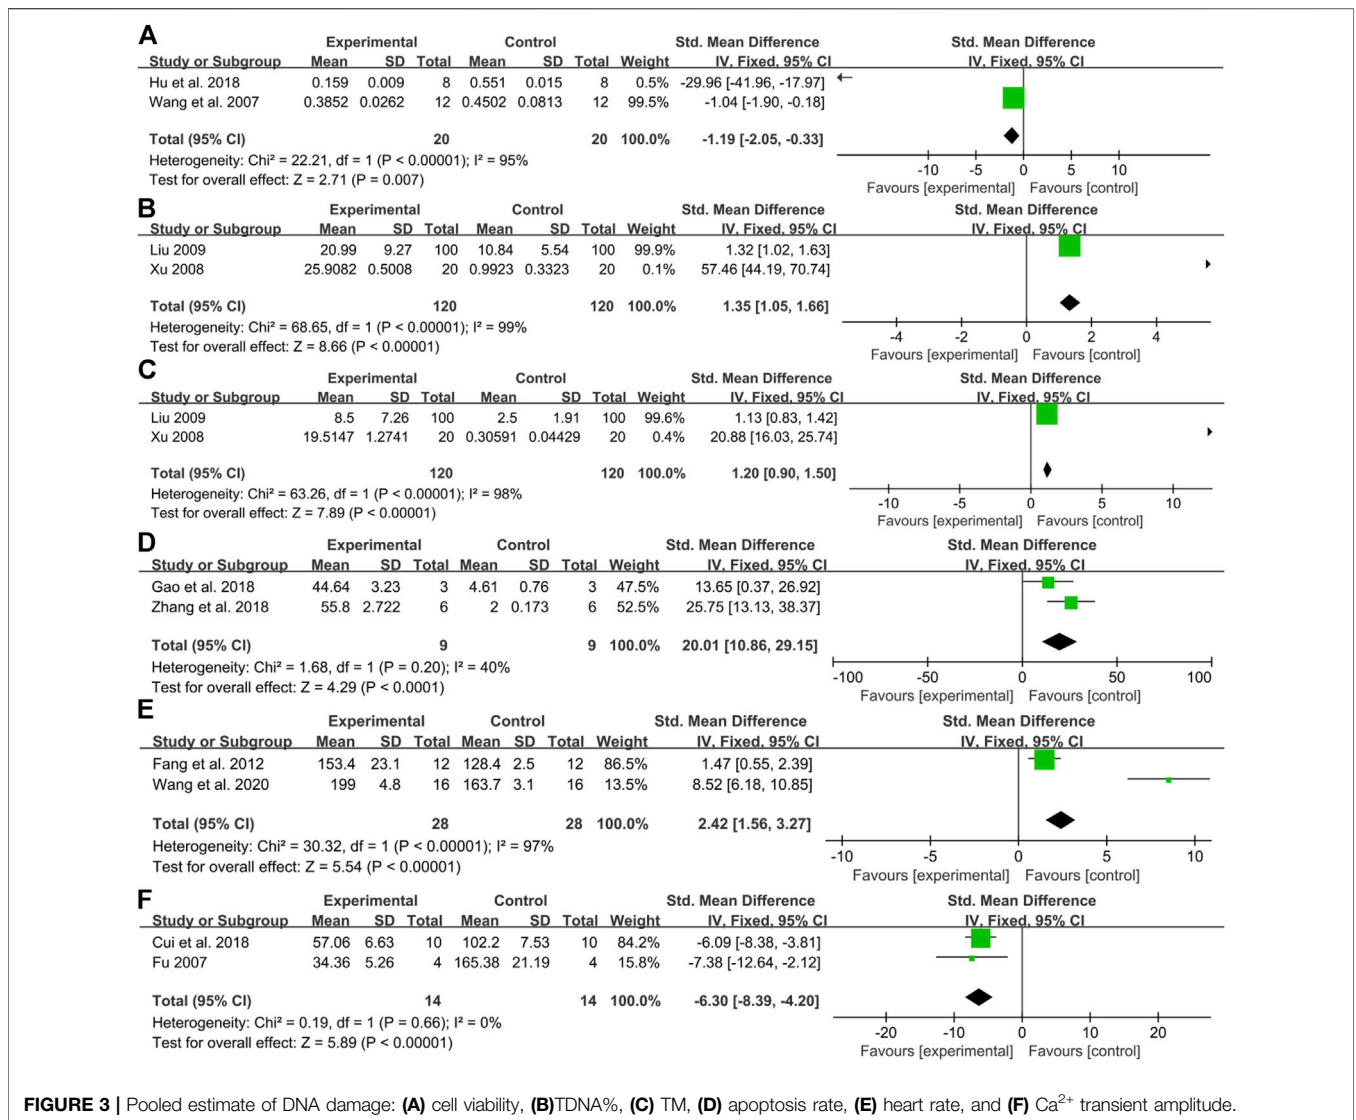 A
Experimental Control Std. Mean Difference Std. Mean Difference
Study or Subgroup Mean SD Total Mean SD Total Weight IV, Fixed, 95% CI IV, Fixed, 95% CI
Hu et al. 2018 0.159 0.009 8 0.551 0.015 8 0.5% -29.96 [-41.96, -17.97]
Wang et al. 2007 0.3852 0.0262 12 0.4502 0.0813 12 99.5% -1.04 [-1.90, -0.18]
Total (95% CI) 20 20 100.0% -1.19 [-2.05, -0.33]
Heterogeneity: Chi² = 22.21, df = 1 (P < 0.00001); I² = 95%
Test for overall effect: Z = 2.71 (P = 0.007)
-10 -5 0 5 10
Favours [experimental] Favours [control]
B
Experimental Control Std. Mean Difference Std. Mean Difference
Study or Subgroup Mean SD Total Mean SD Total Weight IV, Fixed, 95% CI IV, Fixed, 95% CI
Liu 2009 20.99 9.27 100 10.84 5.54 100 99.9% 1.32 [1.02, 1.63]
Xu 2008 25.9082 0.5008 20 0.9923 0.3323 20 0.1% 57.46 [44.19, 70.74]
Total (95% CI) 120 120 100.0% 1.35 [1.05, 1.66]
Heterogeneity: Chi² = 68.65, df = 1 (P < 0.00001); I² = 99%
Test for overall effect: Z = 8.66 (P < 0.00001)
-4 -2 0 2 4
Favours [experimental] Favours [control]
C
Experimental Control Std. Mean Difference Std. Mean Difference
Study or Subgroup Mean SD Total Mean SD Total Weight IV, Fixed, 95% CI IV, Fixed, 95% CI
Liu 2009 8.5 7.26 100 2.5 1.91 100 99.6% 1.13 [0.83, 1.42]
Xu 2008 19.5147 1.2741 20 0.30591 0.04429 20 0.4% 20.88 [16.03, 25.74]
Total (95% CI) 120 120 100.0% 1.20 [0.90, 1.50]
Heterogeneity: Chi² = 63.26, df = 1 (P < 0.00001); I² = 98%
Test for overall effect: Z = 7.89 (P < 0.00001)
-10 -5 0 5 10
Favours [experimental] Favours [control]
D
Experimental Control Std. Mean Difference Std. Mean Difference
Study or Subgroup Mean SD Total Mean SD Total Weight IV, Fixed, 95% CI IV, Fixed, 95% CI
Gao et al. 2018 44.64 3.23 3 4.61 0.76 3 47.5% 13.65 [0.37, 26.92]
Zhang et al. 2018 55.8 2.722 6 2 0.173 6 52.5% 25.75 [13.13, 38.37]
Total (95% CI) 9 9 100.0% 20.01 [10.86, 29.15]
Heterogeneity: Chi² = 1.68, df = 1 (P = 0.20); I² = 40%
Test for overall effect: Z = 4.29 (P < 0.0001)
-100 -50 0 50 100
Favours [experimental] Favours [control]
E
Experimental Control Std. Mean Difference Std. Mean Difference
Study or Subgroup Mean SD Total Mean SD Total Weight IV, Fixed, 95% CI IV, Fixed, 95% CI
Fang et al. 2012 153.4 23.1 12 128.4 2.5 12 86.5% 1.47 [0.55, 2.39]
Wang et al. 2020 199 4.8 16 163.7 3.1 16 13.5% 8.52 [6.18, 10.85]
Total (95% CI) 28 28 100.0% 2.42 [1.56, 3.27]
Heterogeneity: Chi² = 30.32, df = 1 (P < 0.00001); I² = 97%
Test for overall effect: Z = 5.54 (P < 0.00001)
-10 -5 0 5 10
Favours [experimental] Favours [control]
F
Experimental Control Std. Mean Difference Std. Mean Difference
Study or Subgroup Mean SD Total Mean SD Total Weight IV, Fixed, 95% CI IV, Fixed, 95% CI
Cui et al. 2018 57.06 6.63 10 102.2 7.53 10 84.2% -6.09 [-8.38, -3.81]
Fu 2007 34.36 5.26 4 165.38 21.19 4 15.8% -7.38 [-12.64, -2.12]
Total (95% CI) 14 14 100.0% -6.30 [-8.39, -4.20]
Heterogeneity: Chi² = 0.19, df = 1 (P = 0.66); I² = 0%
Test for overall effect: Z = 5.89 (P < 0.00001)
-20 -10 0 10 20
Favours [experimental] Favours [control]
FIGURE 3 | Pooled estimate of DNA damage: (A) cell viability, (B)TDNA%, (C) TM, (D) apoptosis rate, (E) heart rate, and (F) Ca²⁺ transient amplitude.